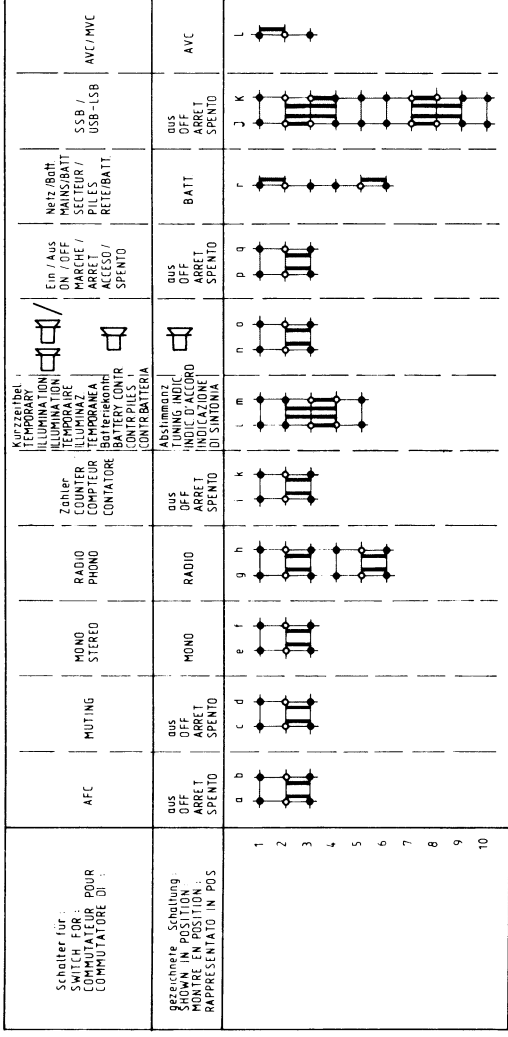 Schalter für :
SWITCH FOR :
COMMUTATEUR POUR
COMMUTATORE DI :
AFC
MUTING
MONO
STEREO
RADIO
PHONO
Zähler
COUNTER
COMPTEUR
CONTATORE
Kurzzeitbel.
TEMPORARY
ILLUMINATION
ILLUMINATION
TEMPORAIRE
ILLUMINAZ
TEMPORANEA
Batteriekontr.
BATTERY CONTR
CONTR PILES
CONTR BATTERIA
Ein / Aus
ON / OFF
MARCHE /
ARRET
ACCESO /
SPENTO
Netz /Batt.
MAINS/BATT
SECTEUR /
PILES
RETE/BATT.
SSB /
USB-LSB
AVC / MVC
gezeichnete Schaltung :
SHOWN IN POSITION :
MONTRE EN POSITION :
RAPPRESENTATO IN POS
aus
OFF
ARRET
SPENTO
aus
OFF
ARRET
SPENTO
MONO
RADIO
aus
OFF
ARRET
SPENTO
Abstimmanz
TUNING INDIC
INDIC D'ACCORD
INDICAZIONE
DI SINTONIA
aus
OFF
ARRET
SPENTO
BATT
aus
OFF
ARRET
SPENTO
AVC
a b
c d
e f
g h
i k
l m
n o
p q
r
J K
L
1
2
3
4
5
6
7
8
9
10